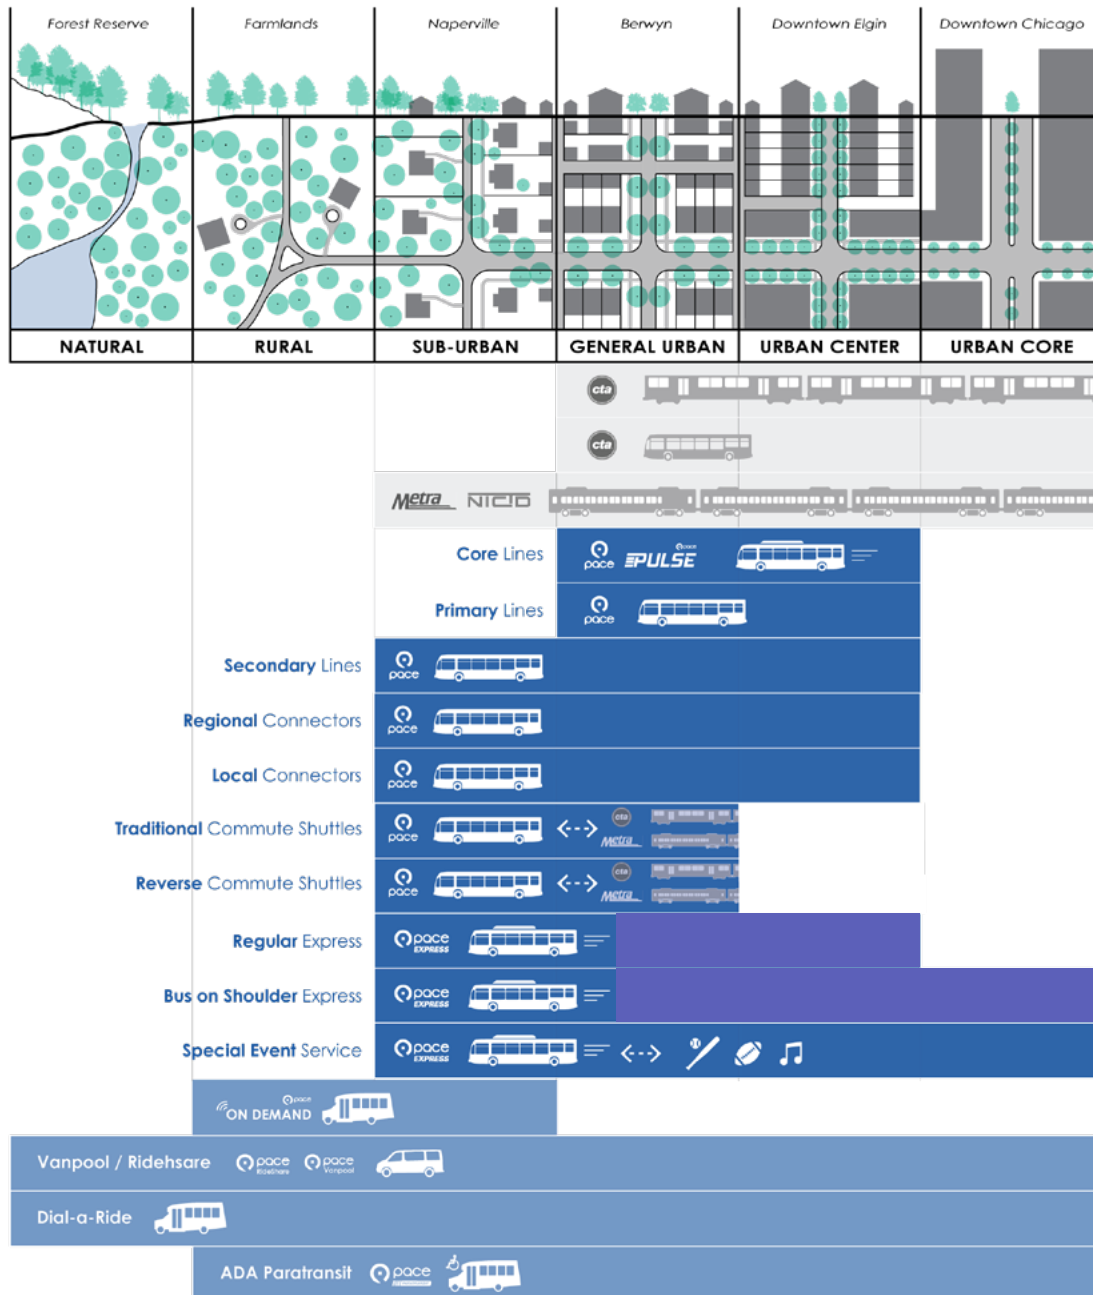 Forest Reserve
Farmlands
Naperville
Berwyn
Downtown Elgin
Downtown Chicago
NATURAL
RURAL
SUB-URBAN
GENERAL URBAN
URBAN CENTER
URBAN CORE
cta
cta
Metra NICTD
Core Lines
pace pace PULSE
Primary Lines
pace
Secondary Lines
pace
Regional Connectors
pace
Local Connectors
pace
Traditional Commute Shuttles
pace
cta
Metra
Reverse Commute Shuttles
pace
cta
Metra
Regular Express
pace
EXPRESS
Bus on Shoulder Express
pace
EXPRESS
Special Event Service
pace
EXPRESS
pace
ON DEMAND
Vanpool / Ridehsare
pace
RideShare
pace
Vanpool
Dial-a-Ride
ADA Paratransit
pace